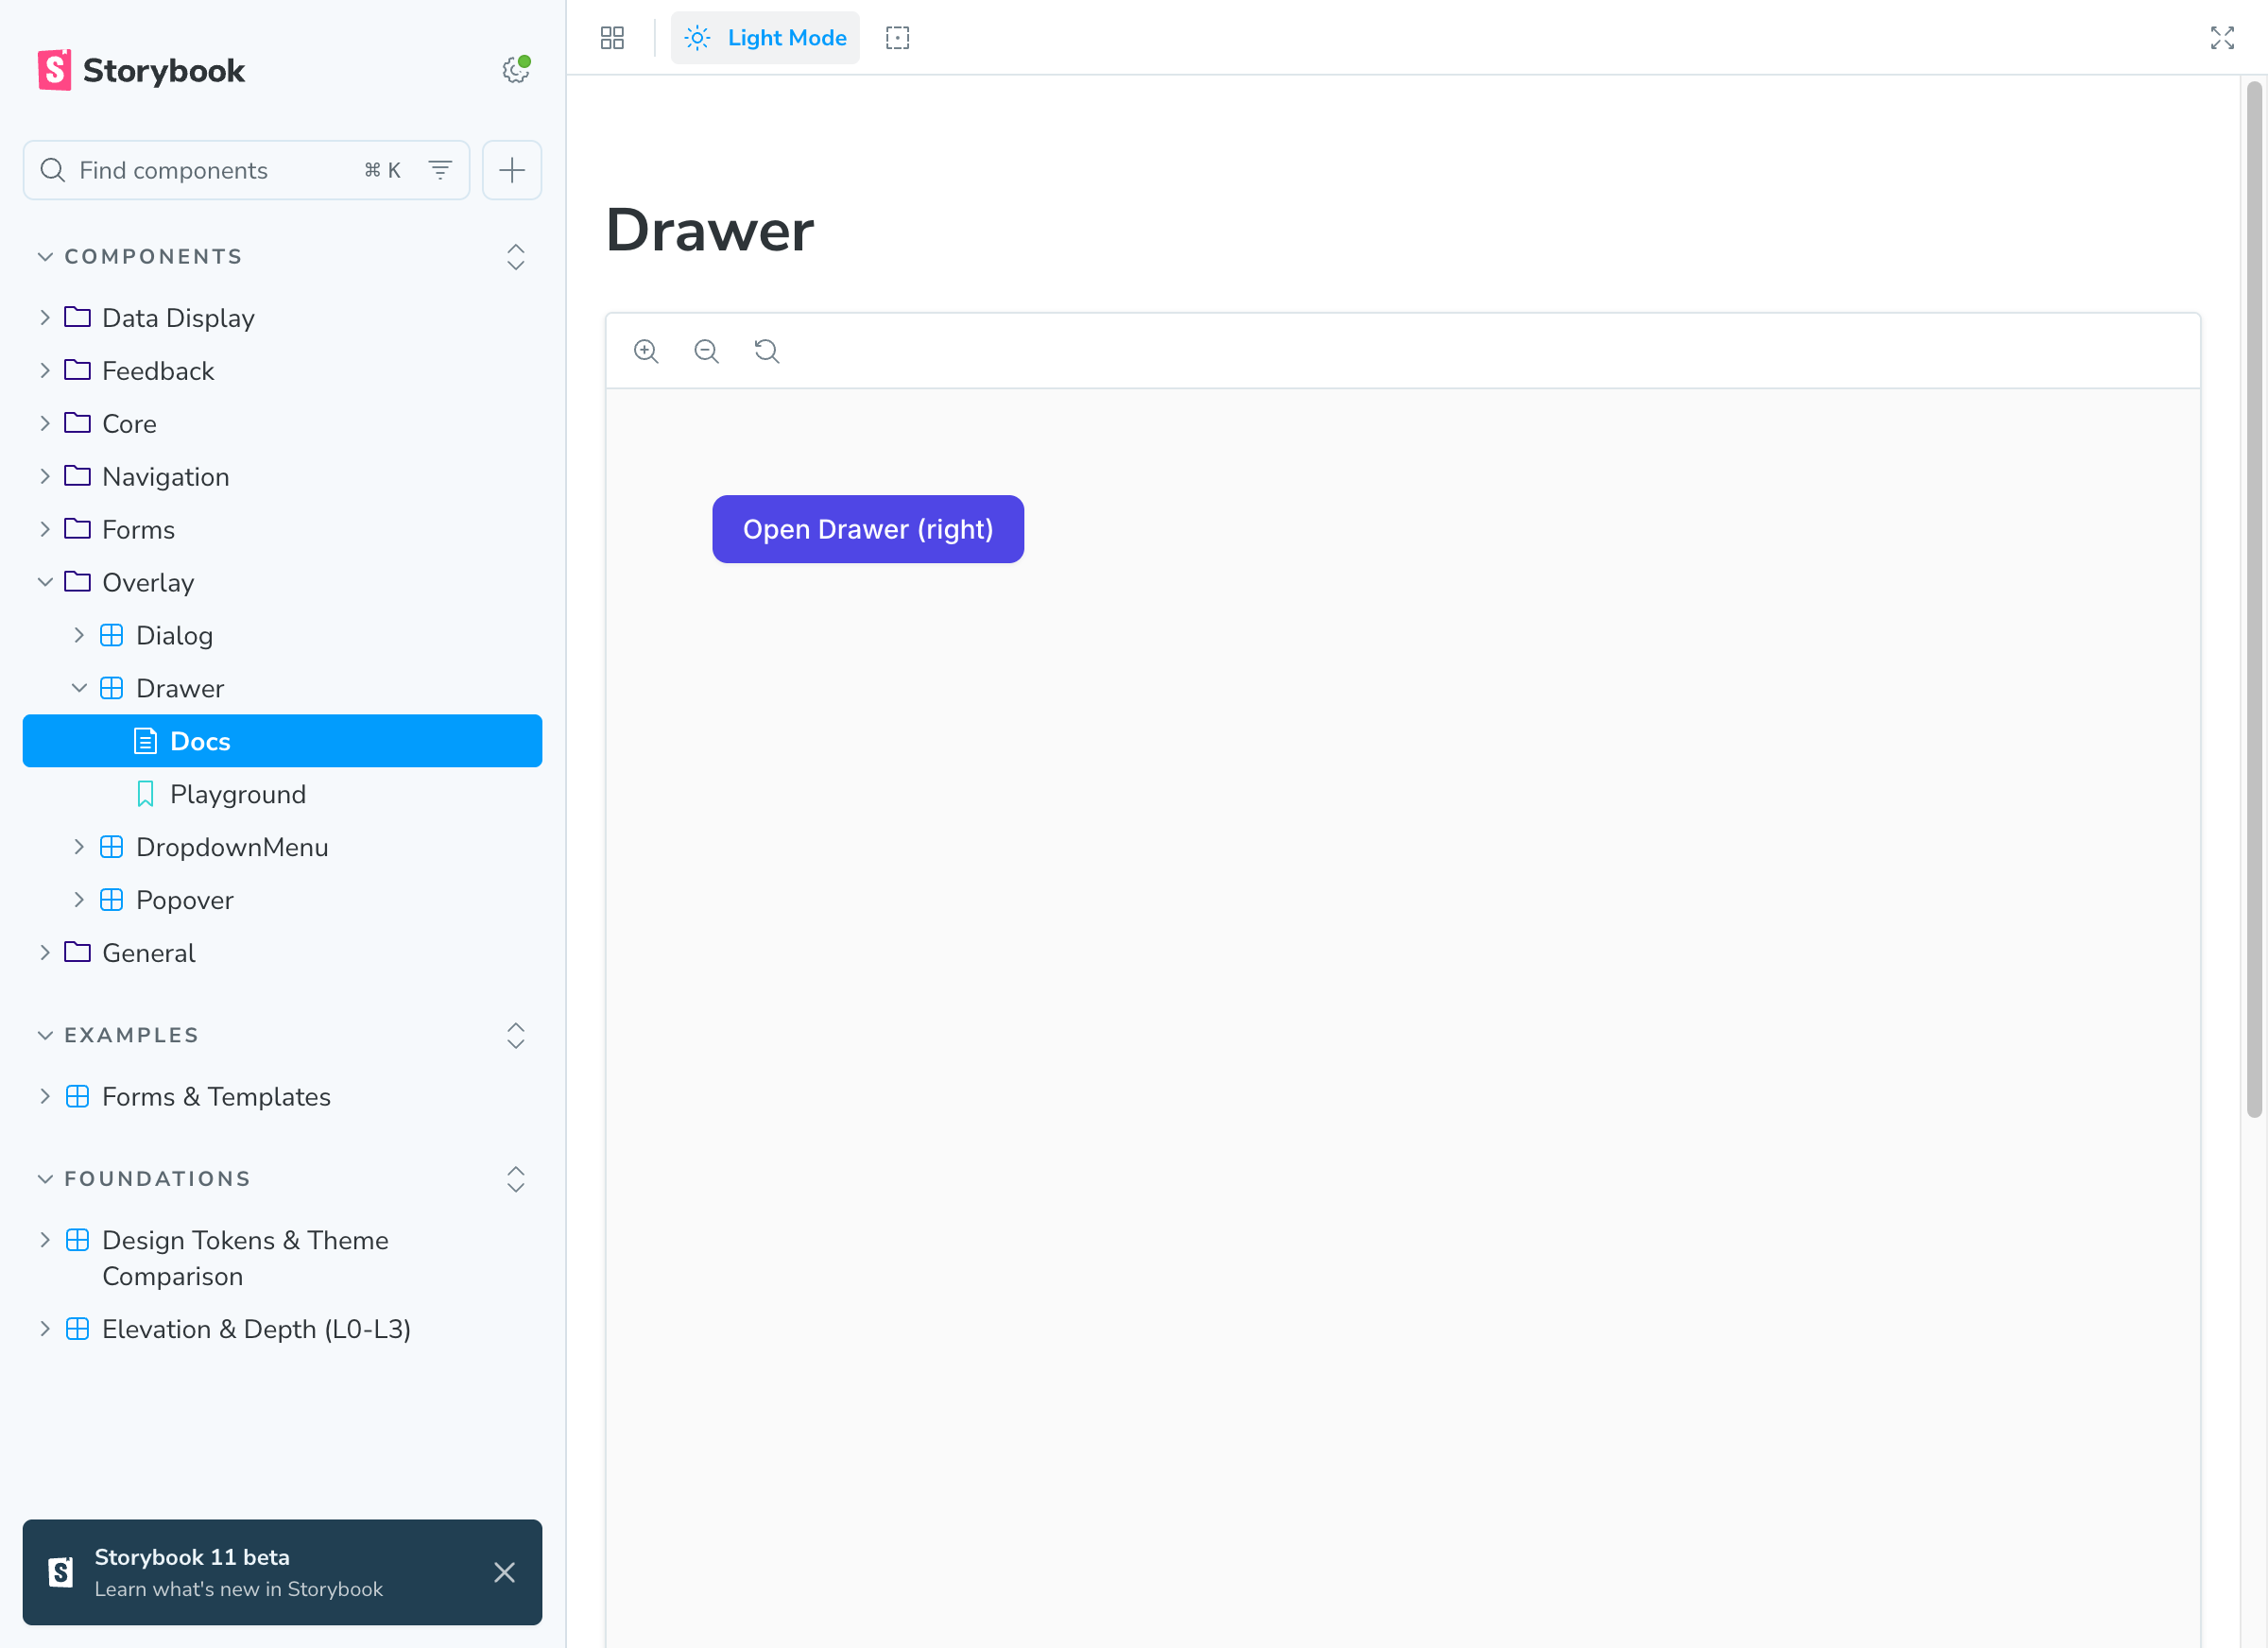 Storybook
Find components
⌘ K
COMPONENTS
Data Display
Feedback
Core
Navigation
Forms
Overlay
Dialog
Drawer
Docs
Playground
DropdownMenu
Popover
General
EXAMPLES
Forms & Templates
FOUNDATIONS
Design Tokens & Theme
Comparison
Elevation & Depth (L0-L3)
Storybook 11 beta
Learn what's new in Storybook
Light Mode
Drawer
Open Drawer (right)